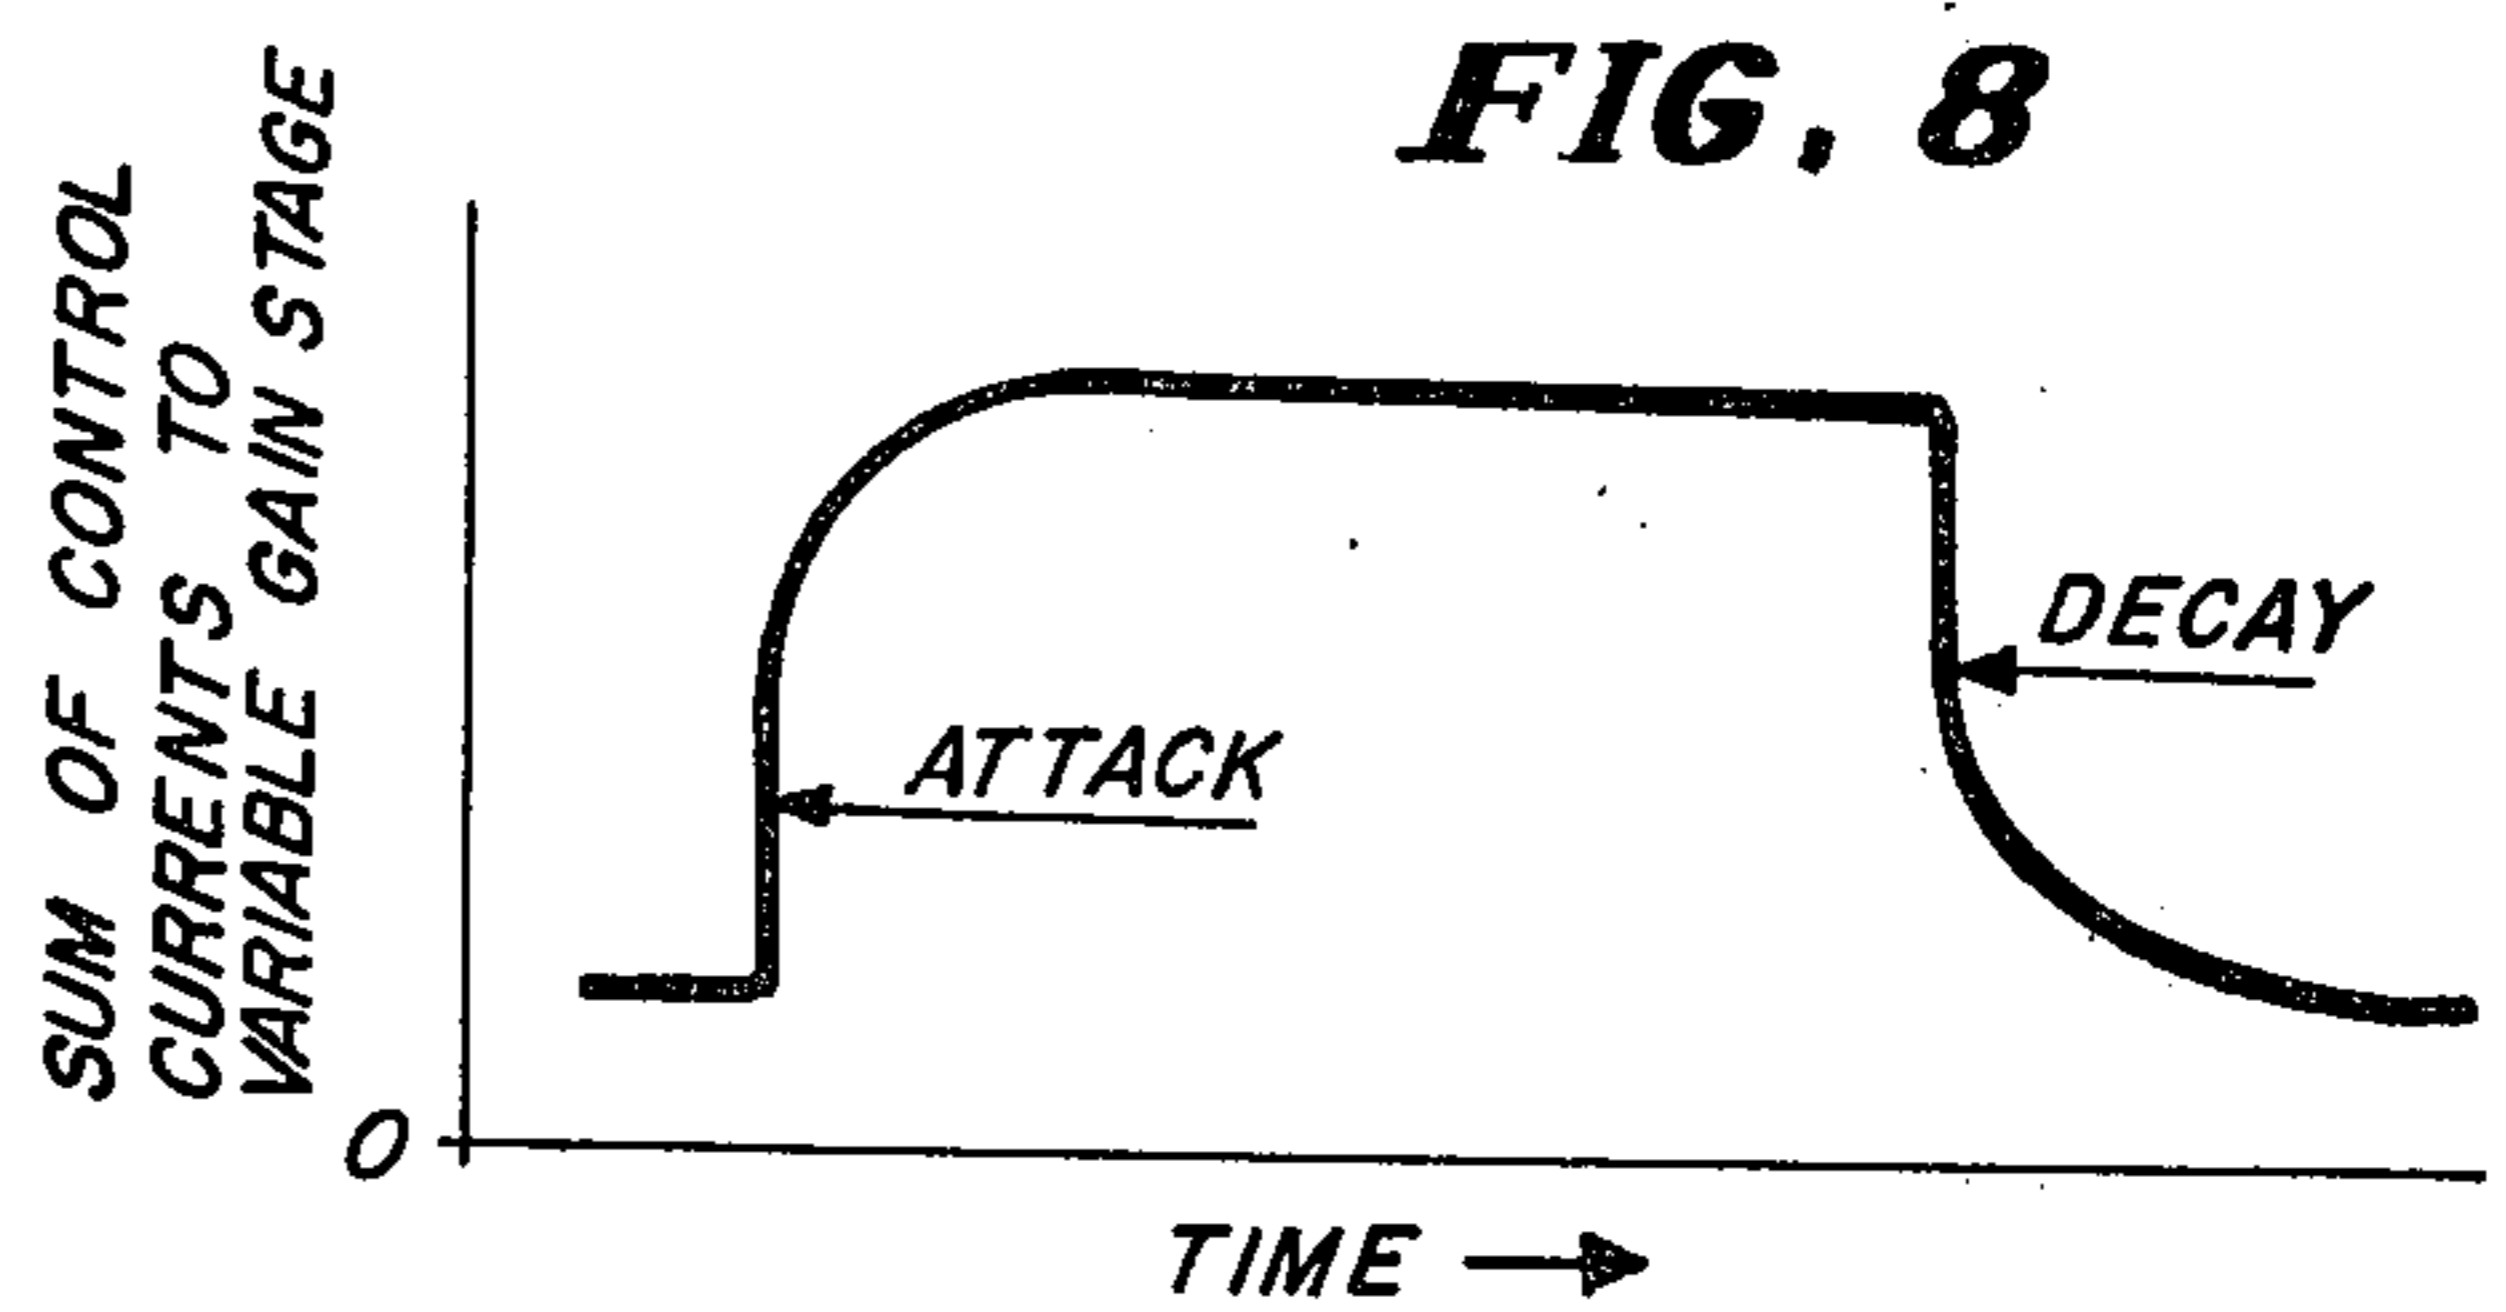 FIG. 8
SUM OF CONTROL
CURRENTS TO
VARIABLE GAIN STAGE
DECAY
ATTACK
0
TIME